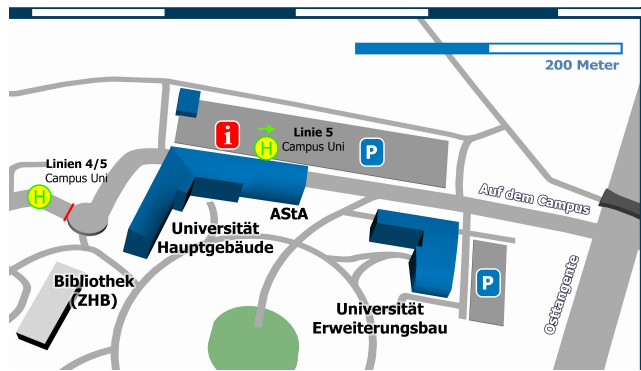 200 Meter
i
H
Linie 5
Campus Uni
P
Linien 4/5
Campus Uni
H
AStA
Auf dem Campus
Universität
Hauptgebäude
Bibliothek
(ZHB)
P
Universität
Erweiterungsbau
Osttangente